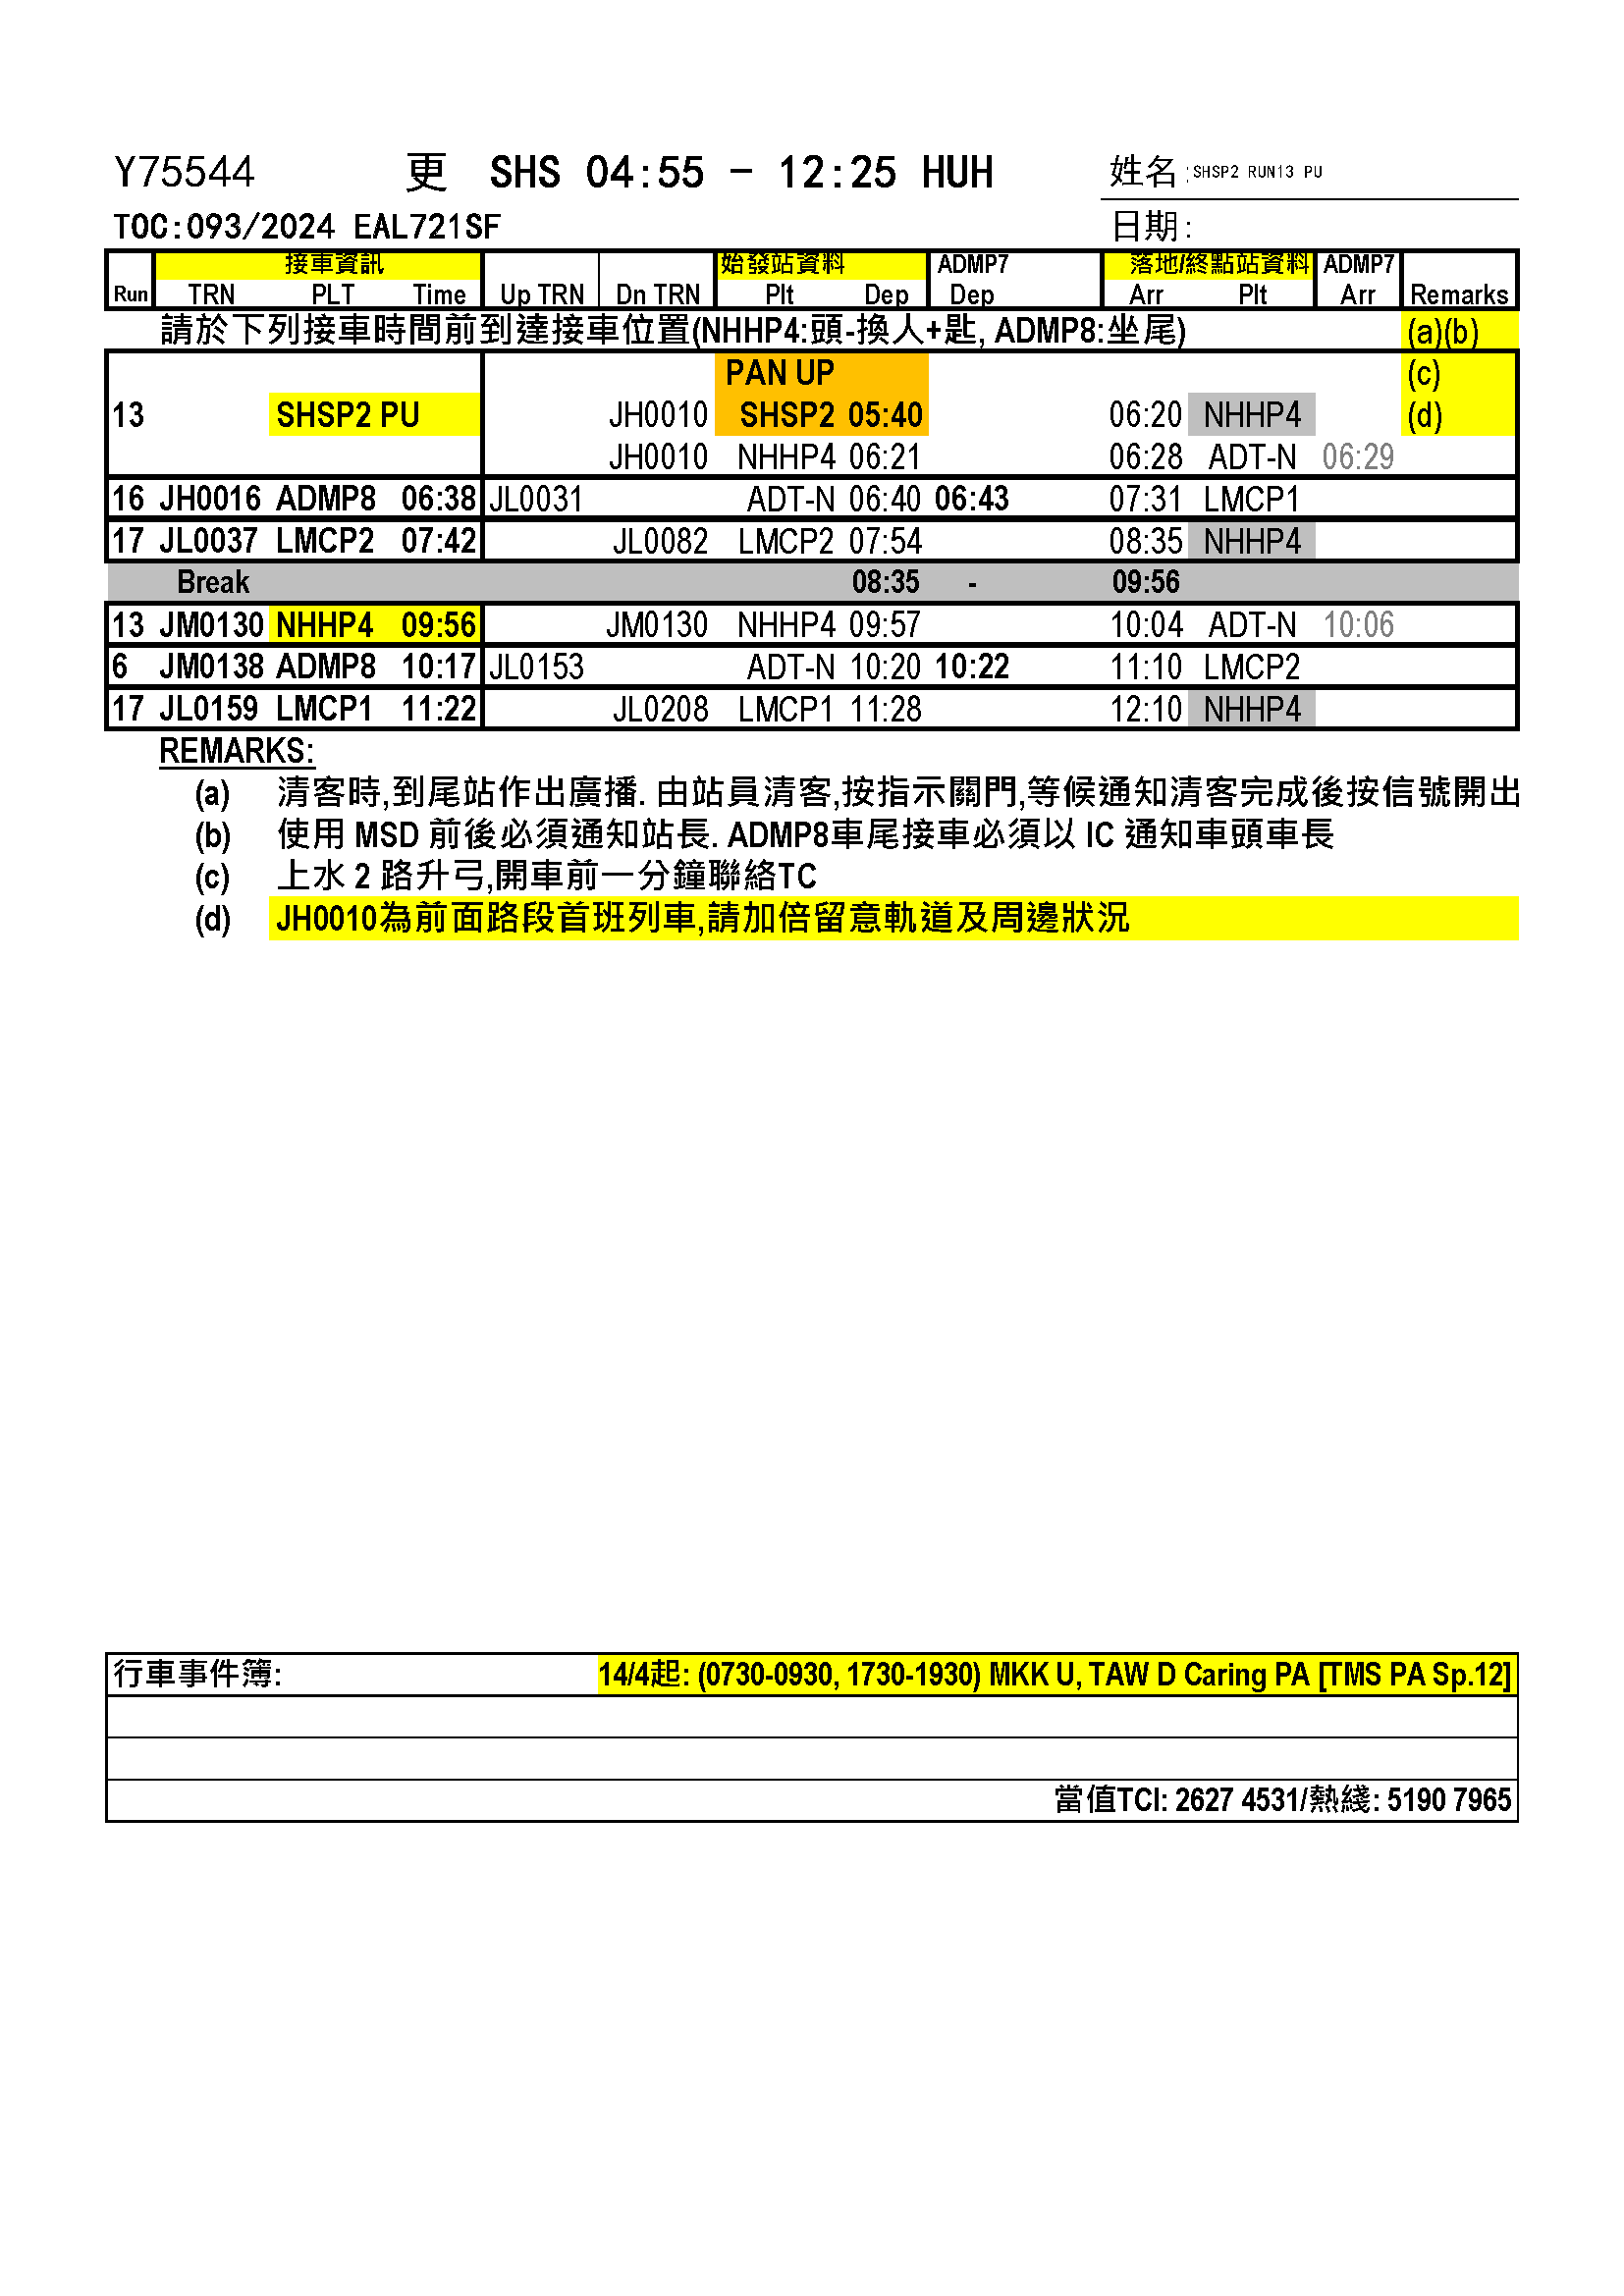 Y75544 更 SHS 04:55 - 12:25 HUH 姓名:SHSP2 RUN13 PU
TOC:093/2024 EAL721SF 日期:
接車資訊 始發站資料 ADMP7 落地/終點站資料 ADMP7
Run TRN PLT Time Up TRN Dn TRN Plt Dep Dep Arr Plt Arr Remarks
請於下列接車時間前到達接車位置(NHHP4:頭-換人+匙, ADMP8:坐尾) (a)(b)
PAN UP (c)
13 SHSP2 PU JH0010 SHSP2 05:40 06:20 NHHP4 (d)
JH0010 NHHP4 06:21 06:28 ADT-N 06:29
16 JH0016 ADMP8 06:38 JL0031 ADT-N 06:40 06:43 07:31 LMCP1
17 JL0037 LMCP2 07:42 JL0082 LMCP2 07:54 08:35 NHHP4
Break 08:35 - 09:56
13 JM0130 NHHP4 09:56 JM0130 NHHP4 09:57 10:04 ADT-N 10:06
6 JM0138 ADMP8 10:17 JL0153 ADT-N 10:20 10:22 11:10 LMCP2
17 JL0159 LMCP1 11:22 JL0208 LMCP1 11:28 12:10 NHHP4
REMARKS:
(a) 清客時,到尾站作出廣播. 由站員清客,按指示關門,等候通知清客完成後按信號開出
(b) 使用 MSD 前後必須通知站長. ADMP8車尾接車必須以 IC 通知車頭車長
(c) 上水 2 路升弓,開車前一分鐘聯絡TC
(d) JH0010為前面路段首班列車,請加倍留意軌道及周邊狀況
行車事件簿: 14/4起: (0730-0930, 1730-1930) MKK U, TAW D Caring PA [TMS PA Sp.12]
當值TCI: 2627 4531/熱綫: 5190 7965